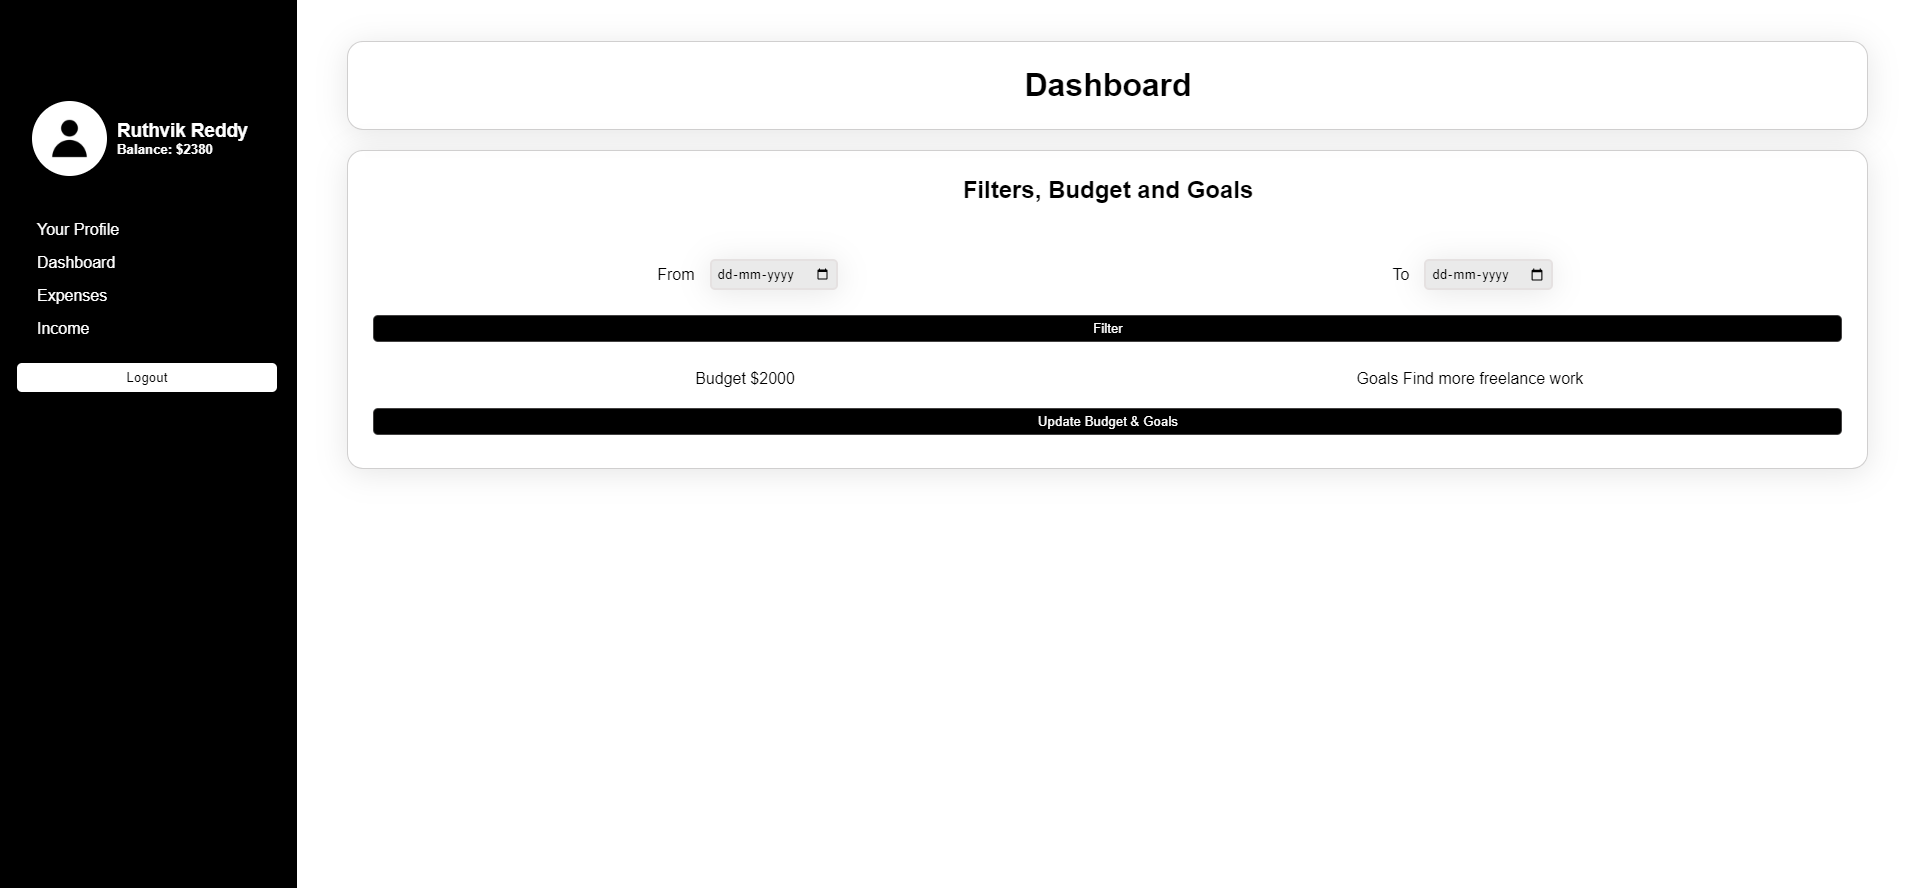 Ruthvik Reddy
Balance: $2380
Your Profile
Dashboard
Expenses
Income
Logout
Dashboard
Filters, Budget and Goals
From dd-mm-yyyy To dd-mm-yyyy
Filter
Budget $2000 Goals Find more freelance work
Update Budget & Goals